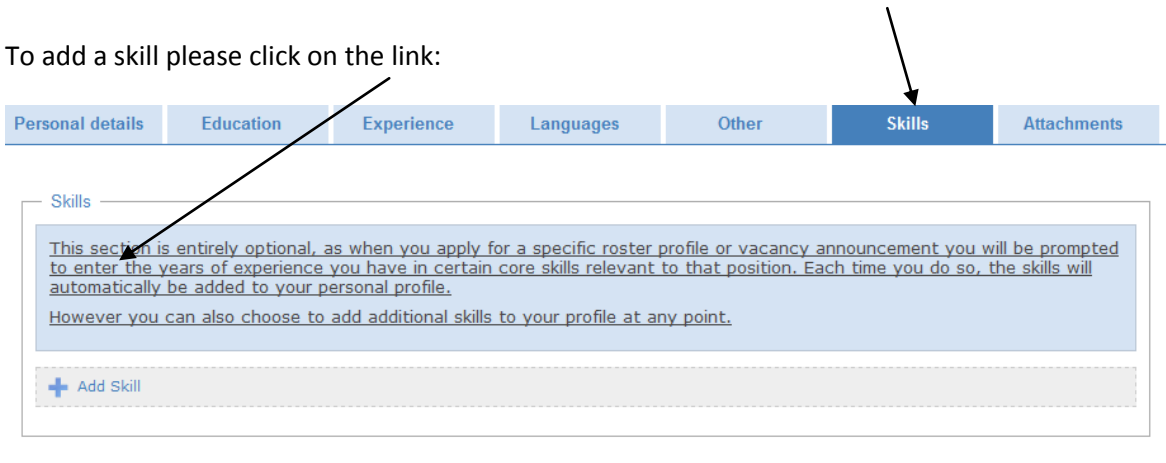 To add a skill please click on the link:
Personal details Education Experience Languages Other Skills Attachments
Skills
This section is entirely optional, as when you apply for a specific roster profile or vacancy announcement you will be prompted
to enter the years of experience you have in certain core skills relevant to that position. Each time you do so, the skills will
automatically be added to your personal profile.
However you can also choose to add additional skills to your profile at any point.
Add Skill